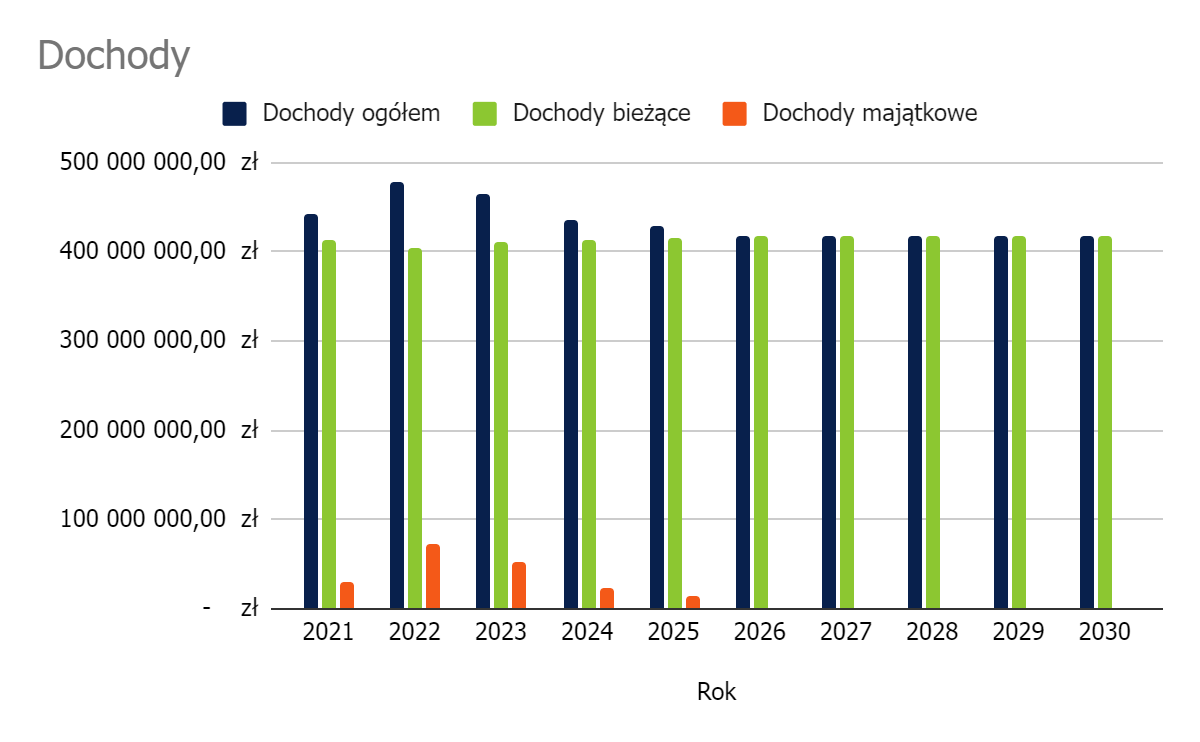 Dochody
Dochody ogółem Dochody bieżące Dochody majątkowe
500 000 000,00 zł
400 000 000,00 zł
300 000 000,00 zł
200 000 000,00 zł
100 000 000,00 zł
- zł
2021 2022 2023 2024 2025 2026 2027 2028 2029 2030
Rok